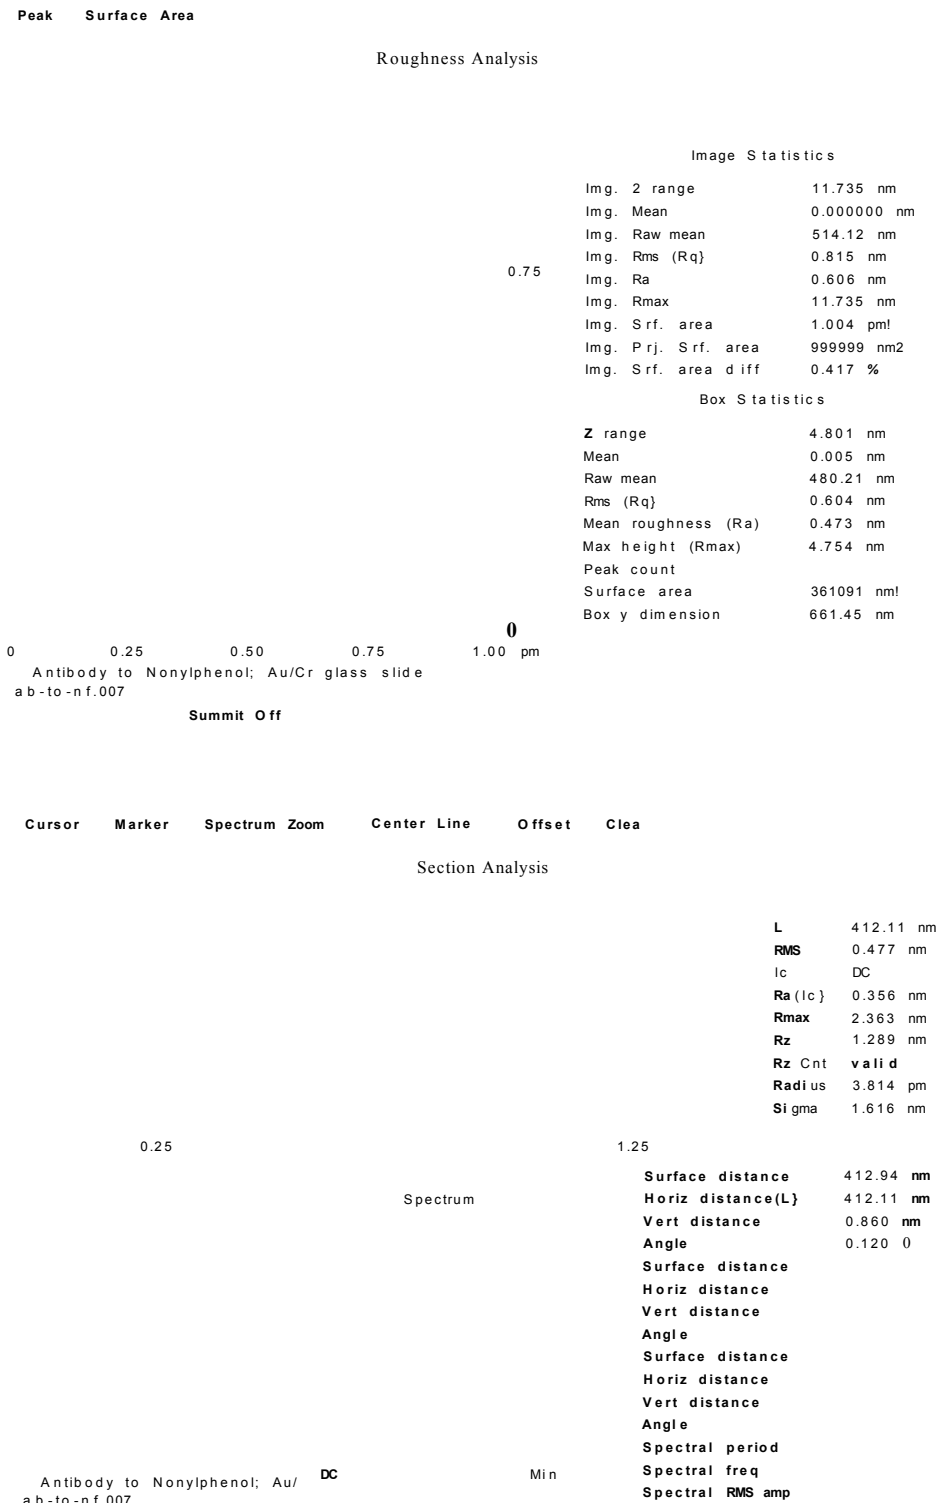 Peak Surface Area
Roughness Analysis
Image Statistics
Img. 2 range 11.735 nm
Img. Mean 0.000000 nm
Img. Raw mean 514.12 nm
Img. Rms (Rq} 0.815 nm
0.75
Img. Ra 0.606 nm
Img. Rmax 11.735 nm
Img. Srf. area 1.004 pm!
Img. Prj. Srf. area 999999 nm2
Img. Srf. area diff 0.417 %
Box Statistics
Z range 4.801 nm
Mean 0.005 nm
Raw mean 480.21 nm
Rms (Rq} 0.604 nm
Mean roughness (Ra) 0.473 nm
Max height (Rmax) 4.754 nm
Peak count
Surface area 361091 nm!
Box y dimension 661.45 nm
0
0 0.25 0.50 0.75 1.00 pm
Antibody to Nonylphenol; Au/Cr glass slide
ab-to-nf.007
Summit Off
Cursor Marker Spectrum Zoom Center Line Offset Clea
Section Analysis
L 412.11 nm
RMS 0.477 nm
lc DC
Ra(lc} 0.356 nm
Rmax 2.363 nm
Rz 1.289 nm
Rz Cnt valid
Radius 3.814 pm
Sigma 1.616 nm
0.25 1.25
Surface distance 412.94 nm
Spectrum
Horiz distance(L} 412.11 nm
Vert distance 0.860 nm
Angle 0.120 0
Surface distance
Horiz distance
Vert distance
Angle
Surface distance
Horiz distance
Vert distance
Angle
Spectral period
DC Min
Spectral freq
Antibody to Nonylphenol; Au/
Spectral RMS amp
ab-to-nf.007